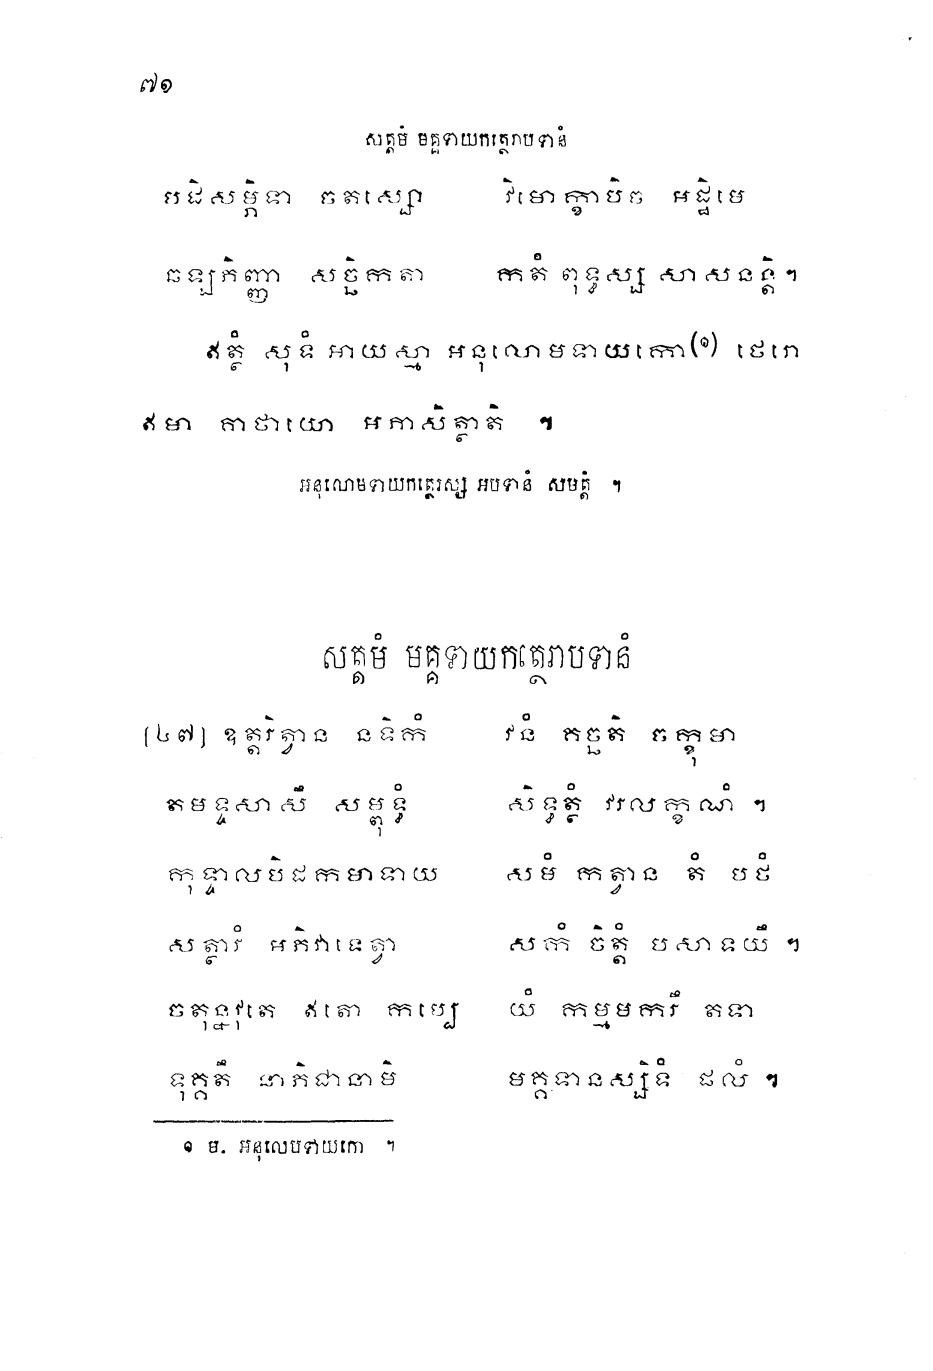 ៧១
សត្តមំ មគ្គទាយកត្ថេរាបទានំ
បដិសម្ភិទា ចតស្សោ វិមោក្ខាបិច អដ្ឋិមេ
ឆឡភិញ្ញា សច្ឆិកតា កតំ ពុទ្ធស្ស សាសនន្តិ។
ឥត្ថំ សុទំ អាយស្មា អនុលោមទាយកោ(១) ថេរោ
ឥមា គាថាយោ អភាសិត្ថាតិ ៕
អនុលោមទាយកត្ថេរស្ស អបទានំ សមត្តំ ។
សត្តមំ មគ្គទាយកត្ថេរាបទានំ
[៤៧] ឧត្តរិត្វាន នទិកំ វនំ គច្ឆតិ ចក្ខុមា
តមទ្ទសាសឹ សម្ពុទ្ធំ សិទ្ធត្ថំ វរលក្ខណំ ។
កុទ្ទាលបិដកមាទាយ សមំ កត្វាន តំ បថំ
សត្ថារំ អភិវាទេត្វា សកំ ចិត្តំ បសាទយឹ ។
ចតុន្នវុតេ ឥតោ កប្បេ យំ កម្មមករឹ តទា
ទុគ្គតឹ នាភិជានាមិ មគ្គទានស្សិទំ ផលំ ៕
១ ម. អនុលេបទាយកោ ។